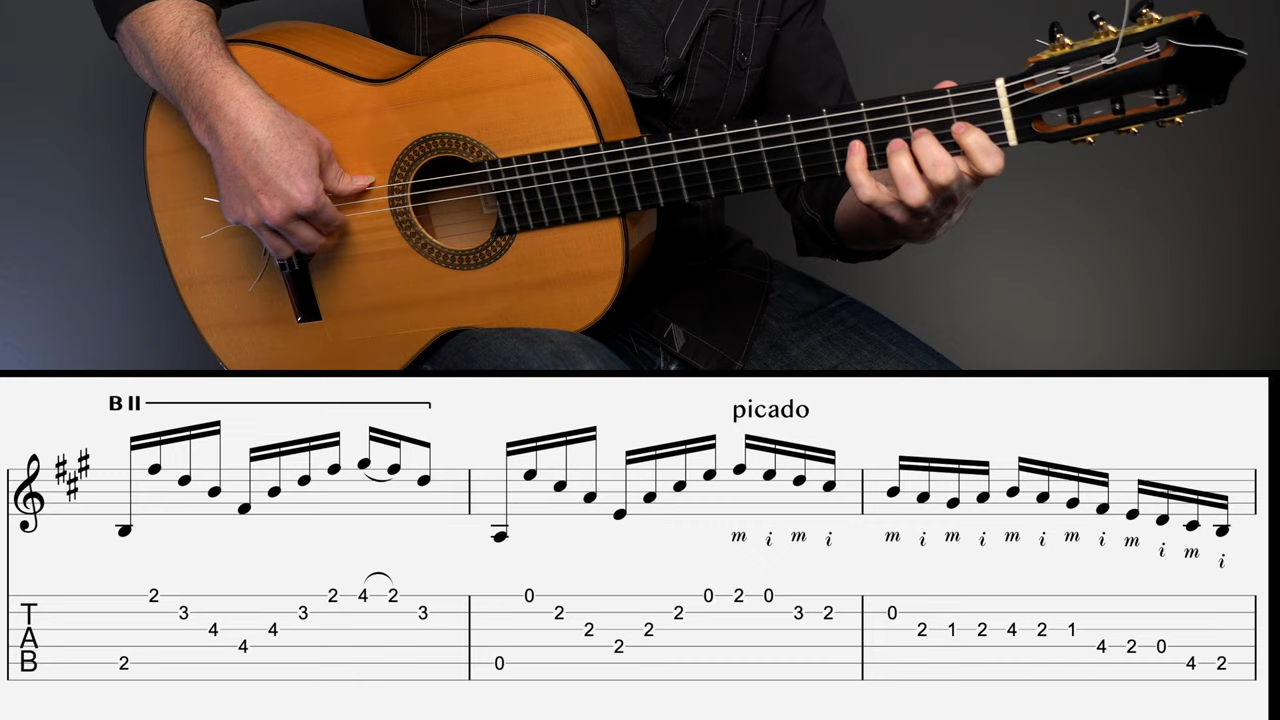 BII
picado
m i m i m i m i m i m i m i m i
T 2 3 4 4 3 2 4 2 3 0 2 2 2 2 0 2 0 3 2 0 2 1 2 4 2 1 4 2 0 4 2
A
B 2 4 0 2